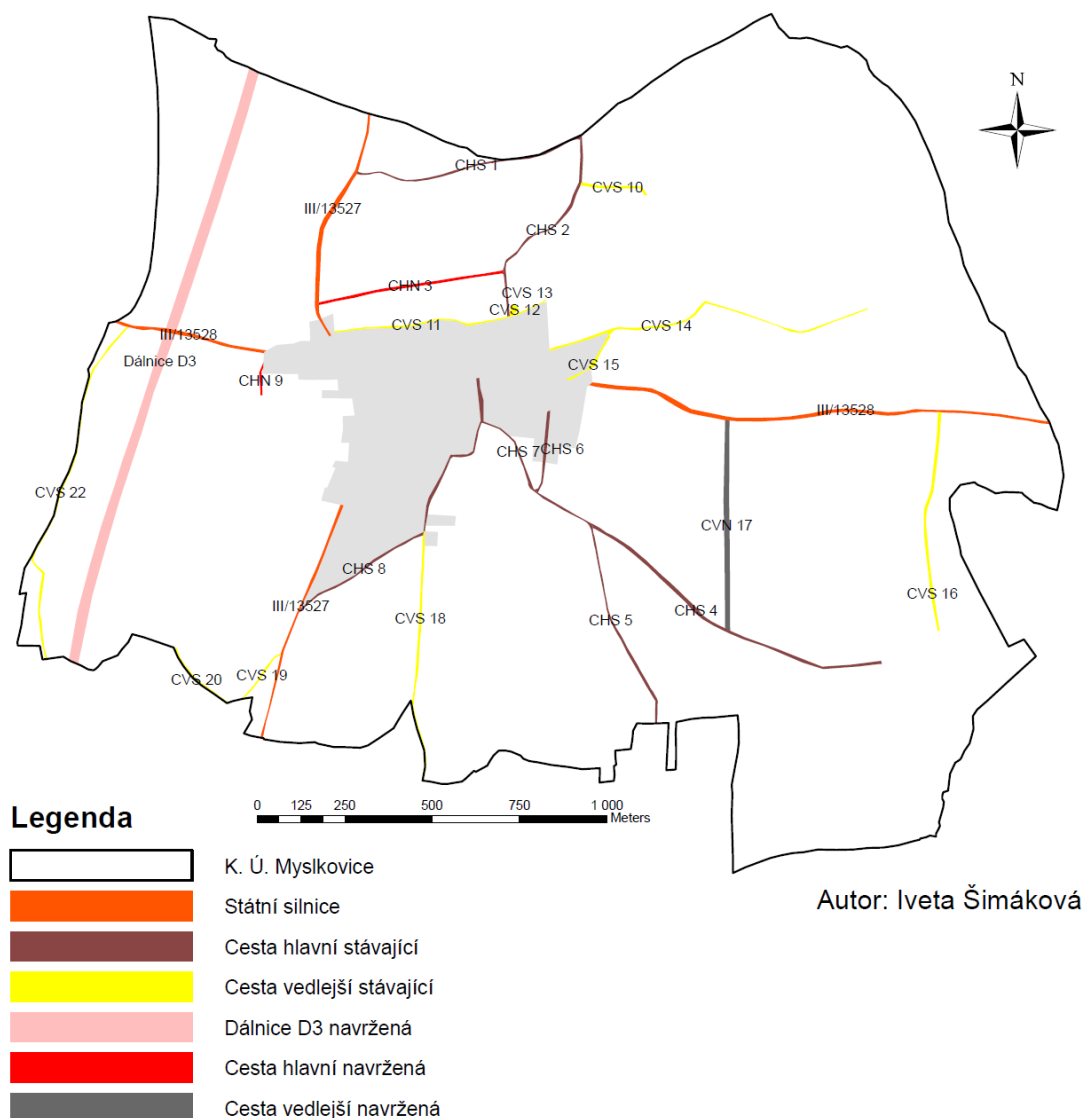 N
CHS 1
CVS 10
III/13527
CHS 2
CHN 3
CVS 13
CVS 12
CVS 11
CVS 14
III/13528
Dálnice D3
CVS 15
CHN 9
III/13528
CHS 7
CHS 6
CVS 22
CVN 17
CHS 8
CVS 16
III/13527
CHS 4
CVS 18
CHS 5
CVS 19
CVS 20
Legenda
0 125 250 500 750 1 000
Meters
K. Ú. Myslkovice
Autor: Iveta Šimáková
Státní silnice
Cesta hlavní stávající
Cesta vedlejší stávající
Dálnice D3 navržená
Cesta hlavní navržená
Cesta vedlejší navržená